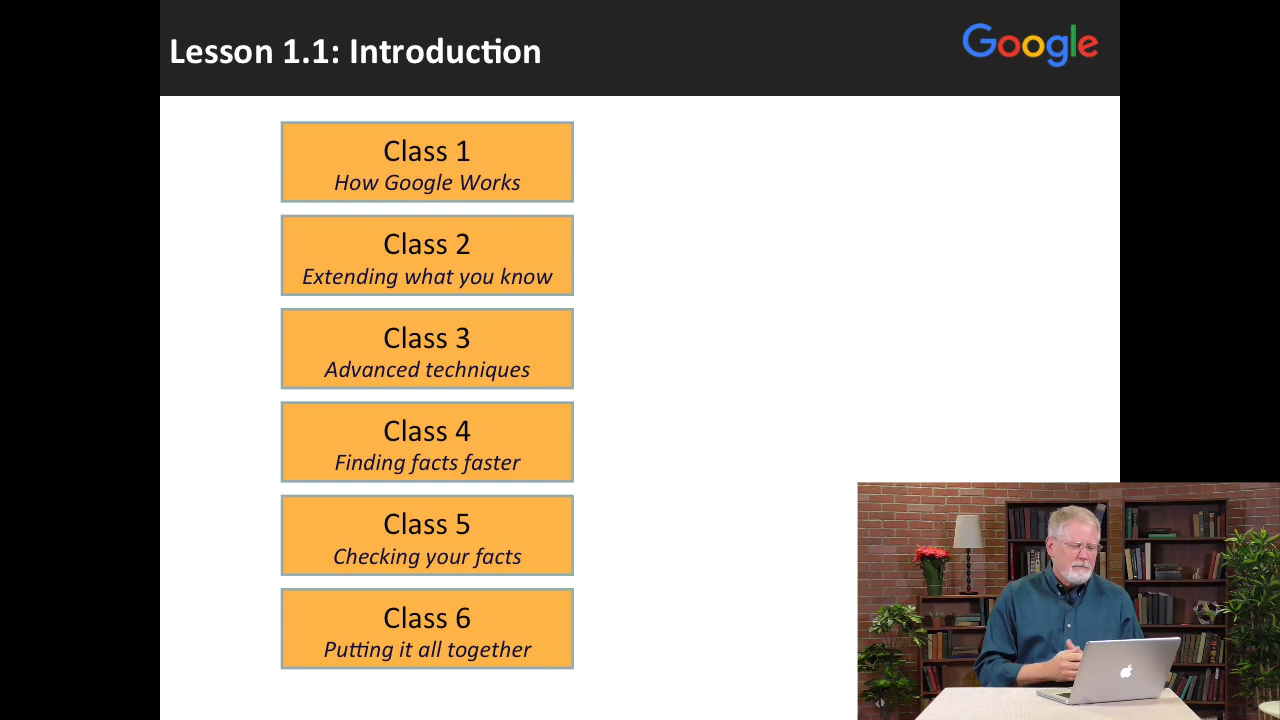 Lesson 1.1: Introduction
Google
Class 1
How Google Works
Class 2
Extending what you know
Class 3
Advanced techniques
Class 4
Finding facts faster
Class 5
Checking your facts
Class 6
Putting it all together